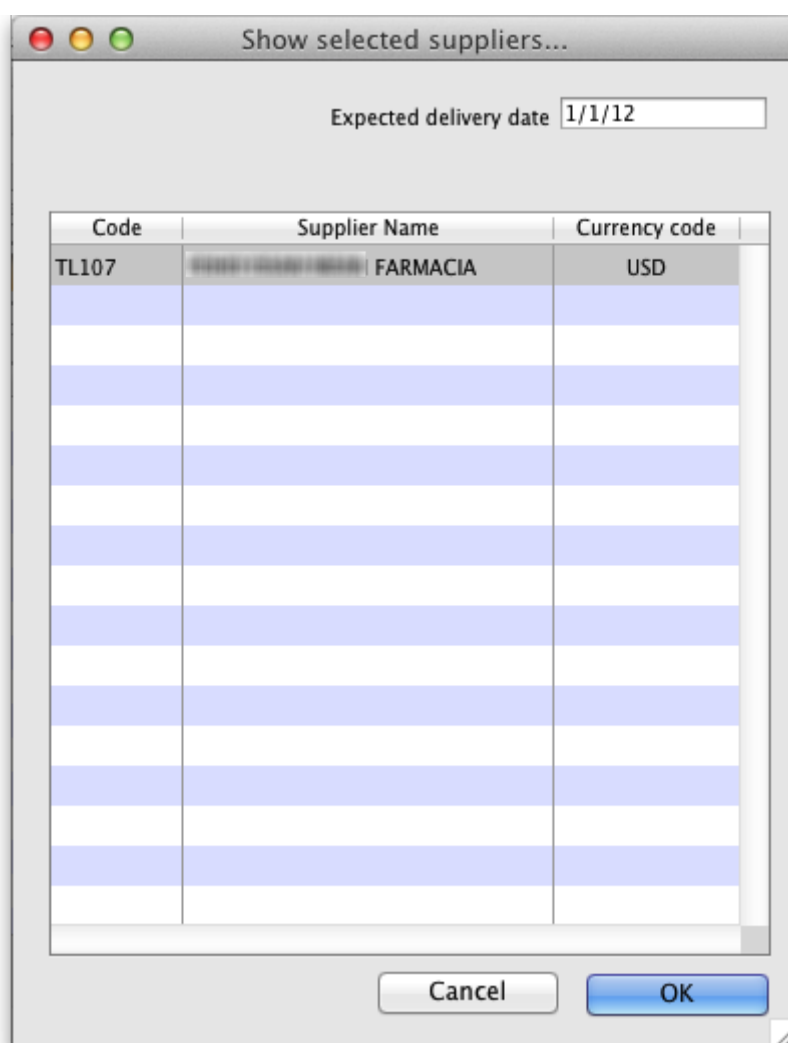 Show selected suppliers...
Expected delivery date 1/1/12
Code Supplier Name Currency code
TL107 FARMACIA USD
Cancel OK